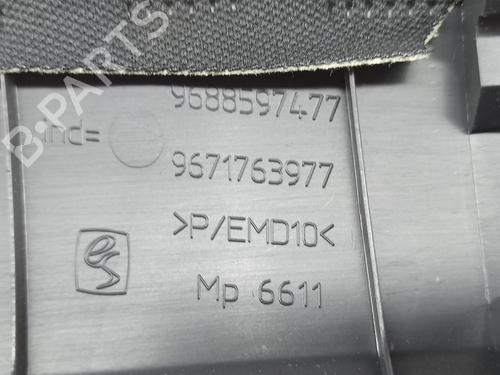 9688597477
ind=
9671763977
>P/EMD10<
Mp 6611
B-PARTS